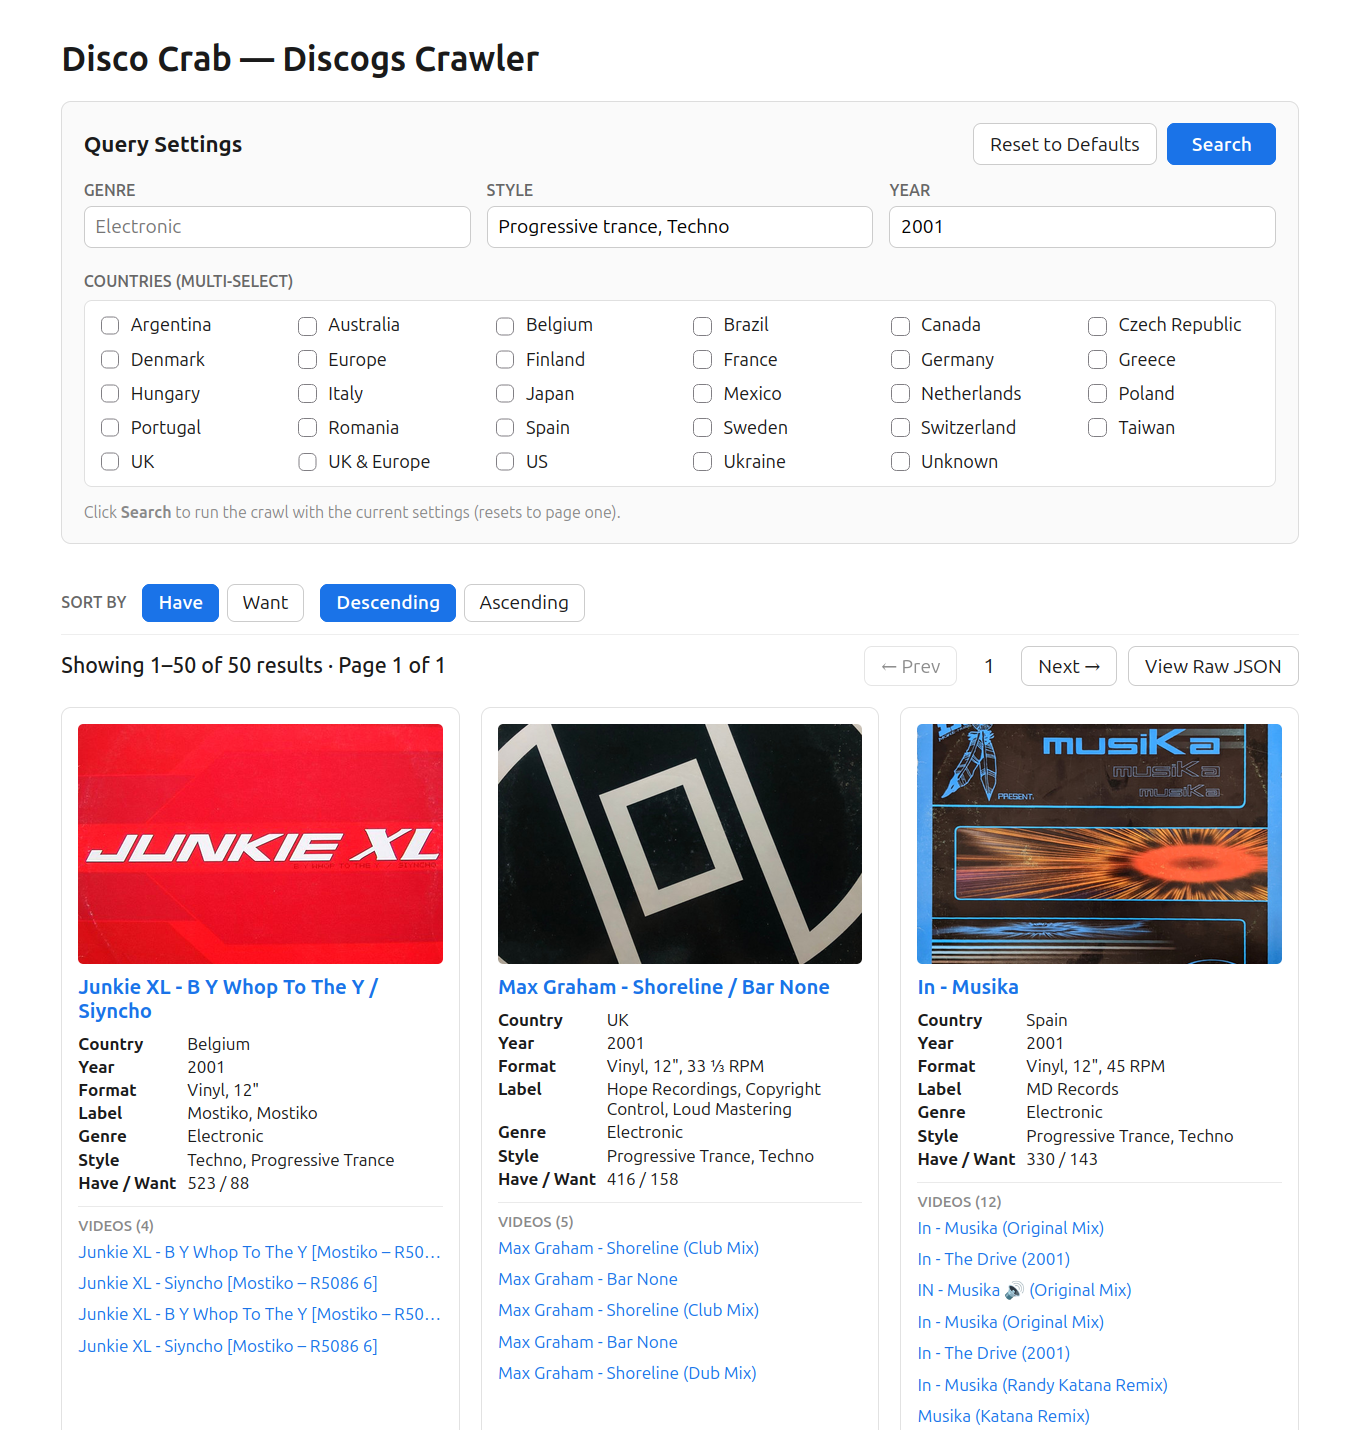 Disco Crab — Discogs Crawler
Query Settings
Reset to Defaults
Search
GENRE
STYLE
YEAR
Electronic
Progressive trance, Techno
2001
COUNTRIES (MULTI-SELECT)
Argentina
Australia
Belgium
Brazil
Canada
Czech Republic
Denmark
Europe
Finland
France
Germany
Greece
Hungary
Italy
Japan
Mexico
Netherlands
Poland
Portugal
Romania
Spain
Sweden
Switzerland
Taiwan
UK
UK & Europe
US
Ukraine
Unknown
Click Search to run the crawl with the current settings (resets to page one).
SORT BY
Have
Want
Descending
Ascending
Showing 1–50 of 50 results · Page 1 of 1
← Prev
1
Next →
View Raw JSON
JUNKIE XL
B Y WHOP TO THE Y / SIYNCHO
Junkie XL - B Y Whop To The Y /
Siyncho
Country Belgium
Year 2001
Format Vinyl, 12"
Label Mostiko, Mostiko
Genre Electronic
Style Techno, Progressive Trance
Have / Want 523 / 88
VIDEOS (4)
Junkie XL - B Y Whop To The Y [Mostiko – R50…
Junkie XL - Siyncho [Mostiko – R5086 6]
Junkie XL - B Y Whop To The Y [Mostiko – R50…
Junkie XL - Siyncho [Mostiko – R5086 6]
Max Graham - Shoreline / Bar None
Country UK
Year 2001
Format Vinyl, 12", 33 ⅓ RPM
Label Hope Recordings, Copyright
Control, Loud Mastering
Genre Electronic
Style Progressive Trance, Techno
Have / Want 416 / 158
VIDEOS (5)
Max Graham - Shoreline (Club Mix)
Max Graham - Bar None
Max Graham - Shoreline (Club Mix)
Max Graham - Bar None
Max Graham - Shoreline (Dub Mix)
musiKa
musiKa
musiKa
PRESENT.
In - Musika
Country Spain
Year 2001
Format Vinyl, 12", 45 RPM
Label MD Records
Genre Electronic
Style Progressive Trance, Techno
Have / Want 330 / 143
VIDEOS (12)
In - Musika (Original Mix)
In - The Drive (2001)
IN - Musika 🔊 (Original Mix)
In - Musika (Original Mix)
In - The Drive (2001)
In - Musika (Randy Katana Remix)
Musika (Katana Remix)